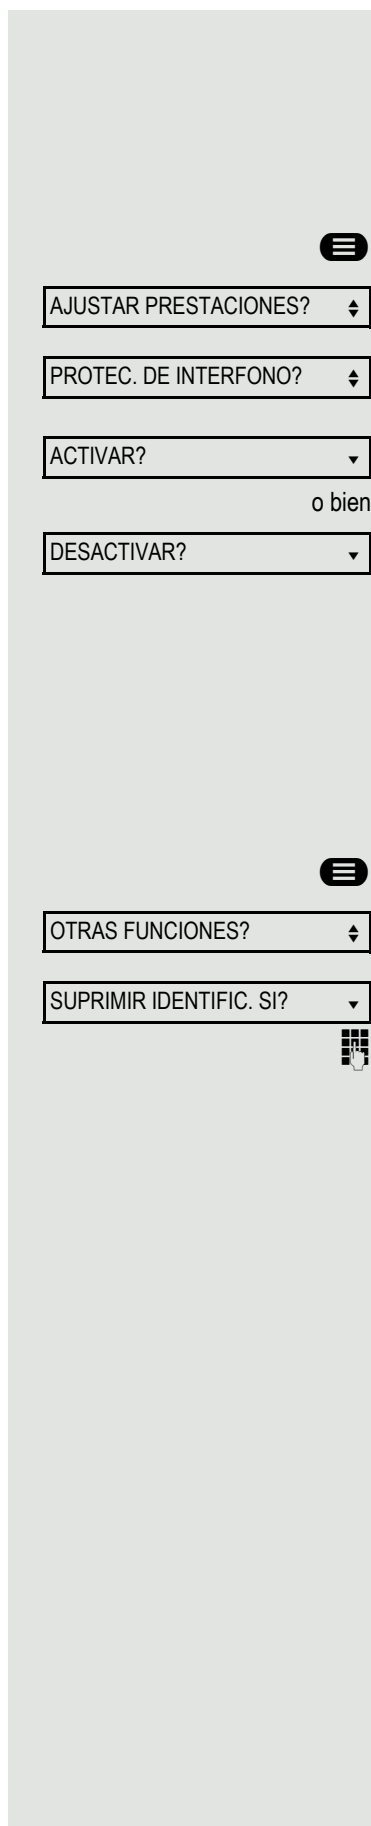 AJUSTAR PRESTACIONES?
PROTEC. DE INTERFONO?
ACTIVAR?
o bien
DESACTIVAR?
OTRAS FUNCIONES?
SUPRIMIR IDENTIFIC. SI?